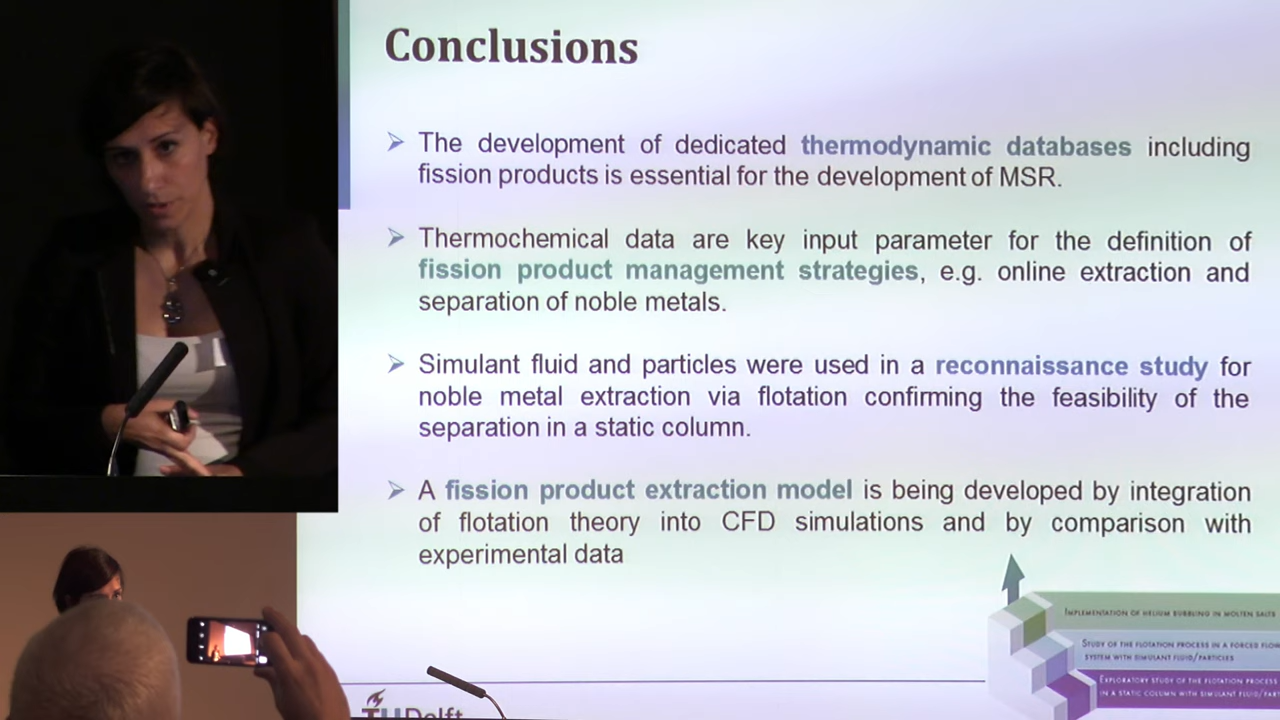 Conclusions
The development of dedicated thermodynamic databases including
fission products is essential for the development of MSR.
Thermochemical data are key input parameter for the definition of
fission product management strategies, e.g. online extraction and
separation of noble metals.
Simulant fluid and particles were used in a reconnaissance study for
noble metal extraction via flotation confirming the feasibility of the
separation in a static column.
A fission product extraction model is being developed by integration
of flotation theory into CFD simulations and by comparison with
experimental data
IMPLEMENTATION OF HELIUM BUBBLING IN MOLTEN SALTS
STUDY OF THE FLOTATION PROCESS IN A FORCED FLOW
SYSTEM WITH SIMULANT FLUID/PARTICLES
EXPLORATORY STUDY OF THE FLOTATION PROCESS
IN A STATIC COLUMN WITH SIMULANT FLUID/PART
TUDelft